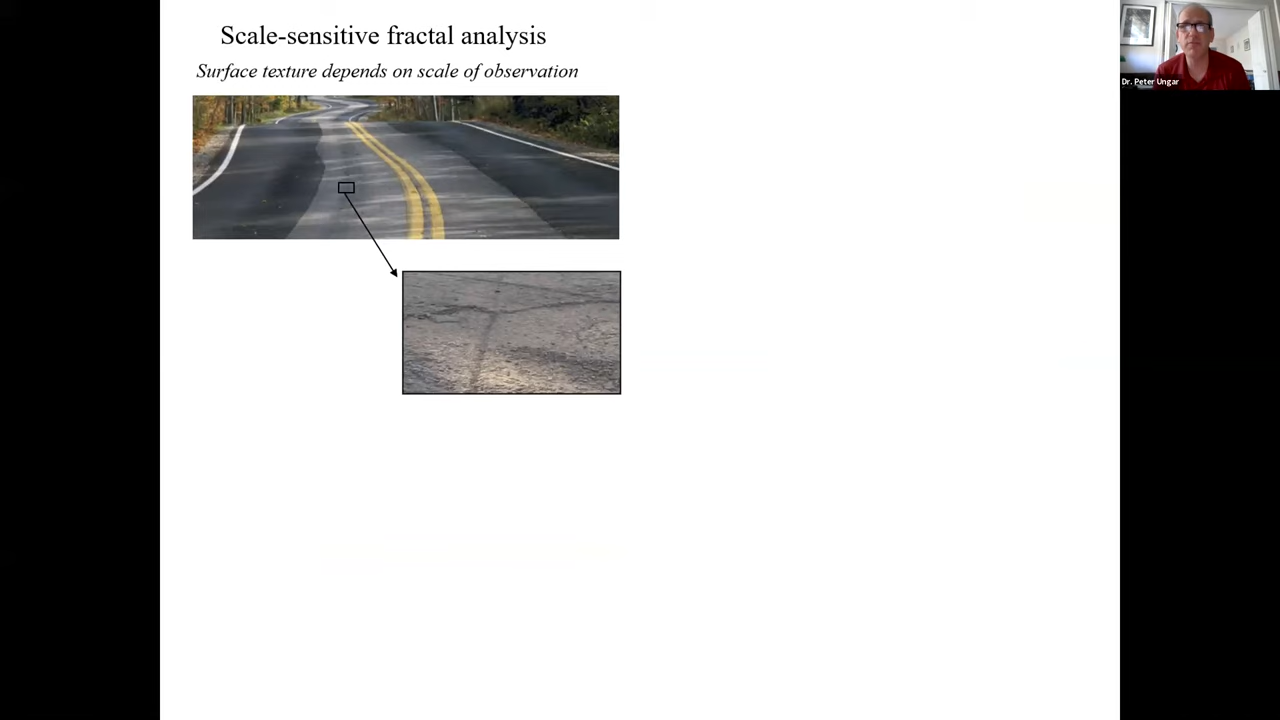 Scale-sensitive fractal analysis
Surface texture depends on scale of observation
Dr. Peter Ungar